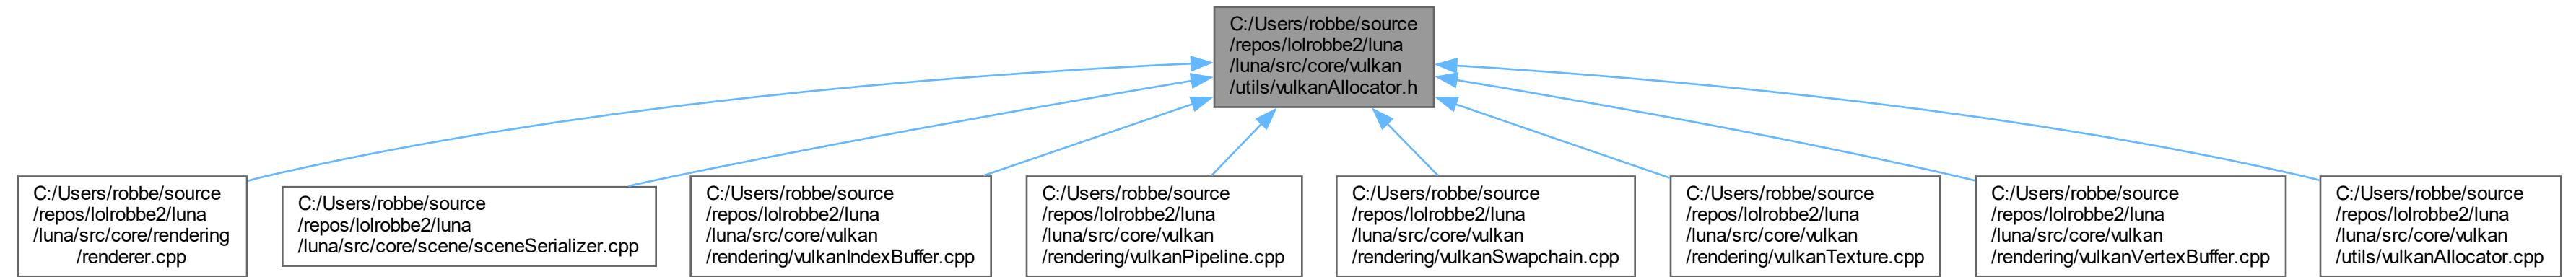 C:/Users/robbe/source
/repos/lolrobbe2/luna
/luna/src/core/vulkan
/utils/vulkanAllocator.h
C:/Users/robbe/source
/repos/lolrobbe2/luna
/luna/src/core/rendering
/renderer.cpp
C:/Users/robbe/source
/repos/lolrobbe2/luna
/luna/src/core/scene/sceneSerializer.cpp
C:/Users/robbe/source
/repos/lolrobbe2/luna
/luna/src/core/vulkan
/rendering/vulkanIndexBuffer.cpp
C:/Users/robbe/source
/repos/lolrobbe2/luna
/luna/src/core/vulkan
/rendering/vulkanPipeline.cpp
C:/Users/robbe/source
/repos/lolrobbe2/luna
/luna/src/core/vulkan
/rendering/vulkanSwapchain.cpp
C:/Users/robbe/source
/repos/lolrobbe2/luna
/luna/src/core/vulkan
/rendering/vulkanTexture.cpp
C:/Users/robbe/source
/repos/lolrobbe2/luna
/luna/src/core/vulkan
/rendering/vulkanVertexBuffer.cpp
C:/Users/robbe/source
/repos/lolrobbe2/luna
/luna/src/core/vulkan
/utils/vulkanAllocator.cpp